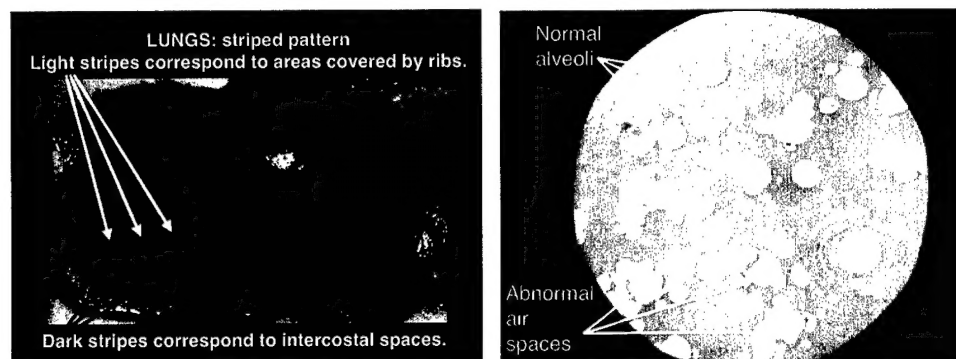 LUNGS: striped pattern
Light stripes correspond to areas covered by ribs.
Dark stripes correspond to intercostal spaces.
Normal
alveoli
Abnormal
air
spaces